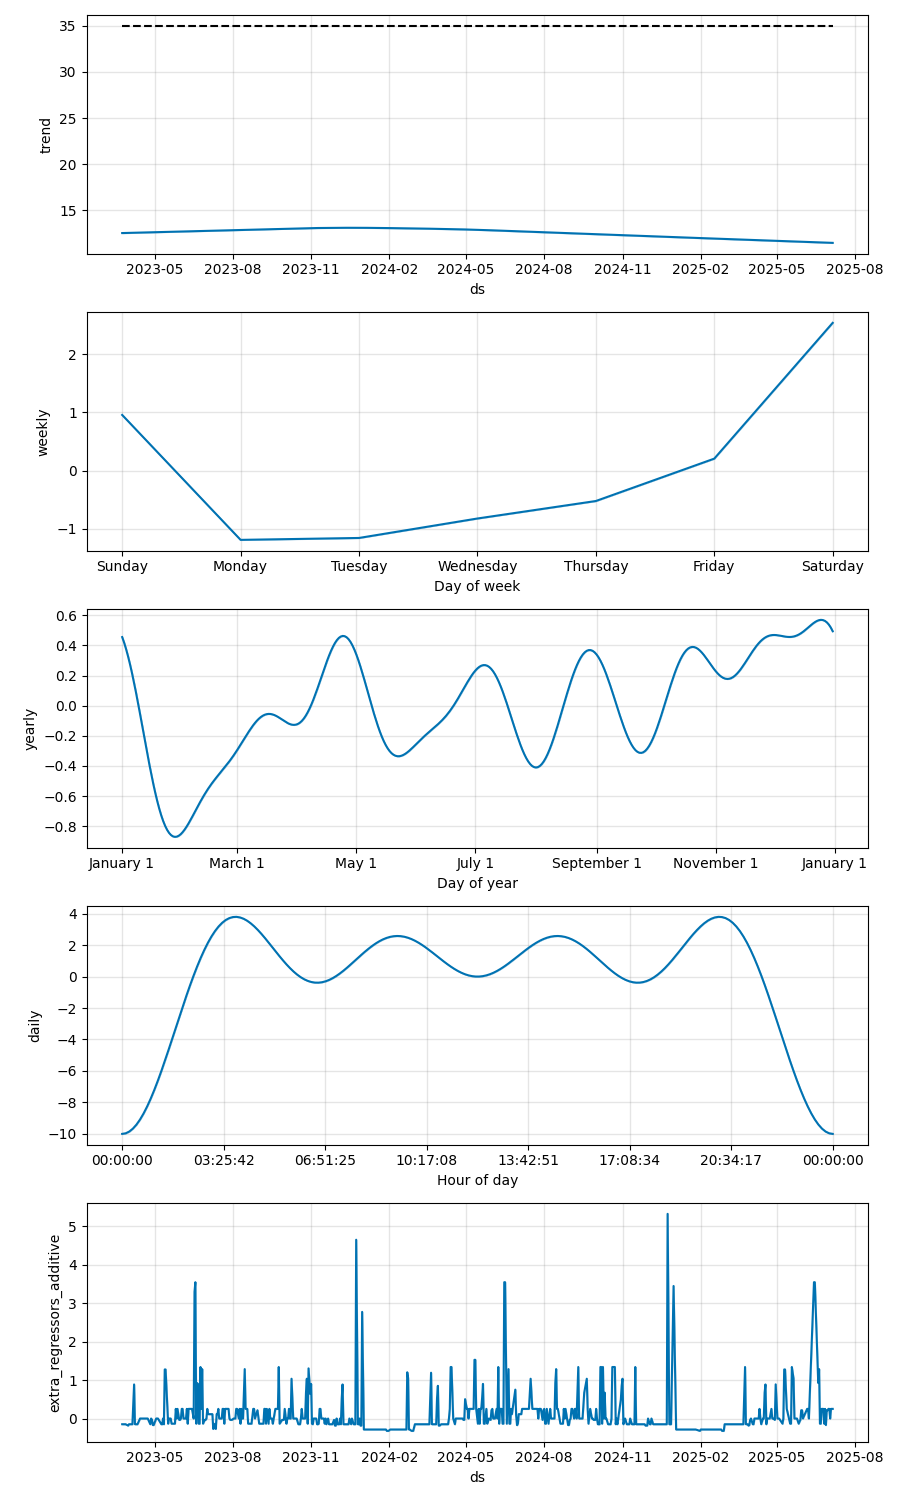 35
30
25
20
15
trend
2023-05 2023-08 2023-11 2024-02 2024-05 2024-08 2024-11 2025-02 2025-05 2025-08
ds
2
1
0
−1
weekly
Sunday Monday Tuesday Wednesday Thursday Friday Saturday
Day of week
0.6
0.4
0.2
0.0
−0.2
−0.4
−0.6
−0.8
yearly
January 1 March 1 May 1 July 1 September 1 November 1 January 1
Day of year
4
2
0
−2
−4
−6
−8
−10
daily
00:00:00 03:25:42 06:51:25 10:17:08 13:42:51 17:08:34 20:34:17 00:00:00
Hour of day
5
4
3
2
1
0
extra_regressors_additive
2023-05 2023-08 2023-11 2024-02 2024-05 2024-08 2024-11 2025-02 2025-05 2025-08
ds